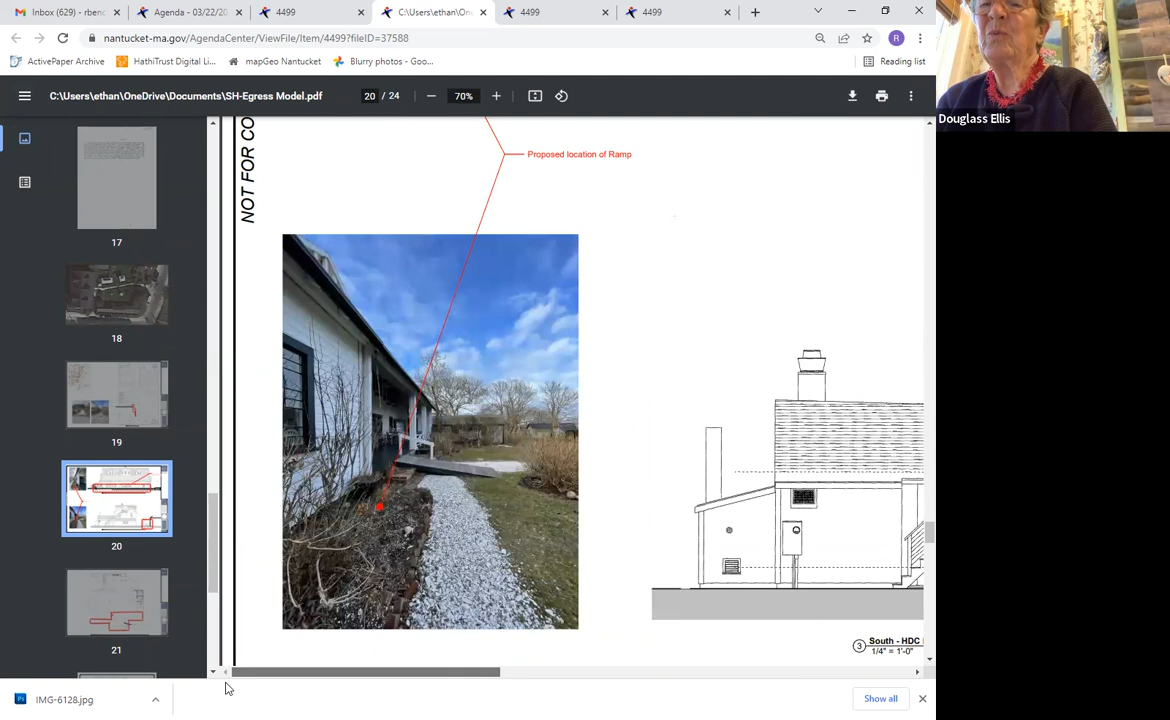 Inbox (629) - rbenc
Agenda - 03/22/20
4499
C:\Users\ethan\One
4499
4499
nantucket-ma.gov/AgendaCenter/ViewFile/Item/4499?fileID=37588
R
ActivePaper Archive
HathiTrust Digital Li...
mapGeo Nantucket
Blurry photos - Goo...
Reading list
C:\Users\ethan\OneDrive\Documents\SH-Egress Model.pdf
20 / 24
70%
Douglass Ellis
NOT FOR CO
Proposed location of Ramp
17
18
19
20
21
3 South - HDC
1/4" = 1'-0"
IMG-6128.jpg
Show all